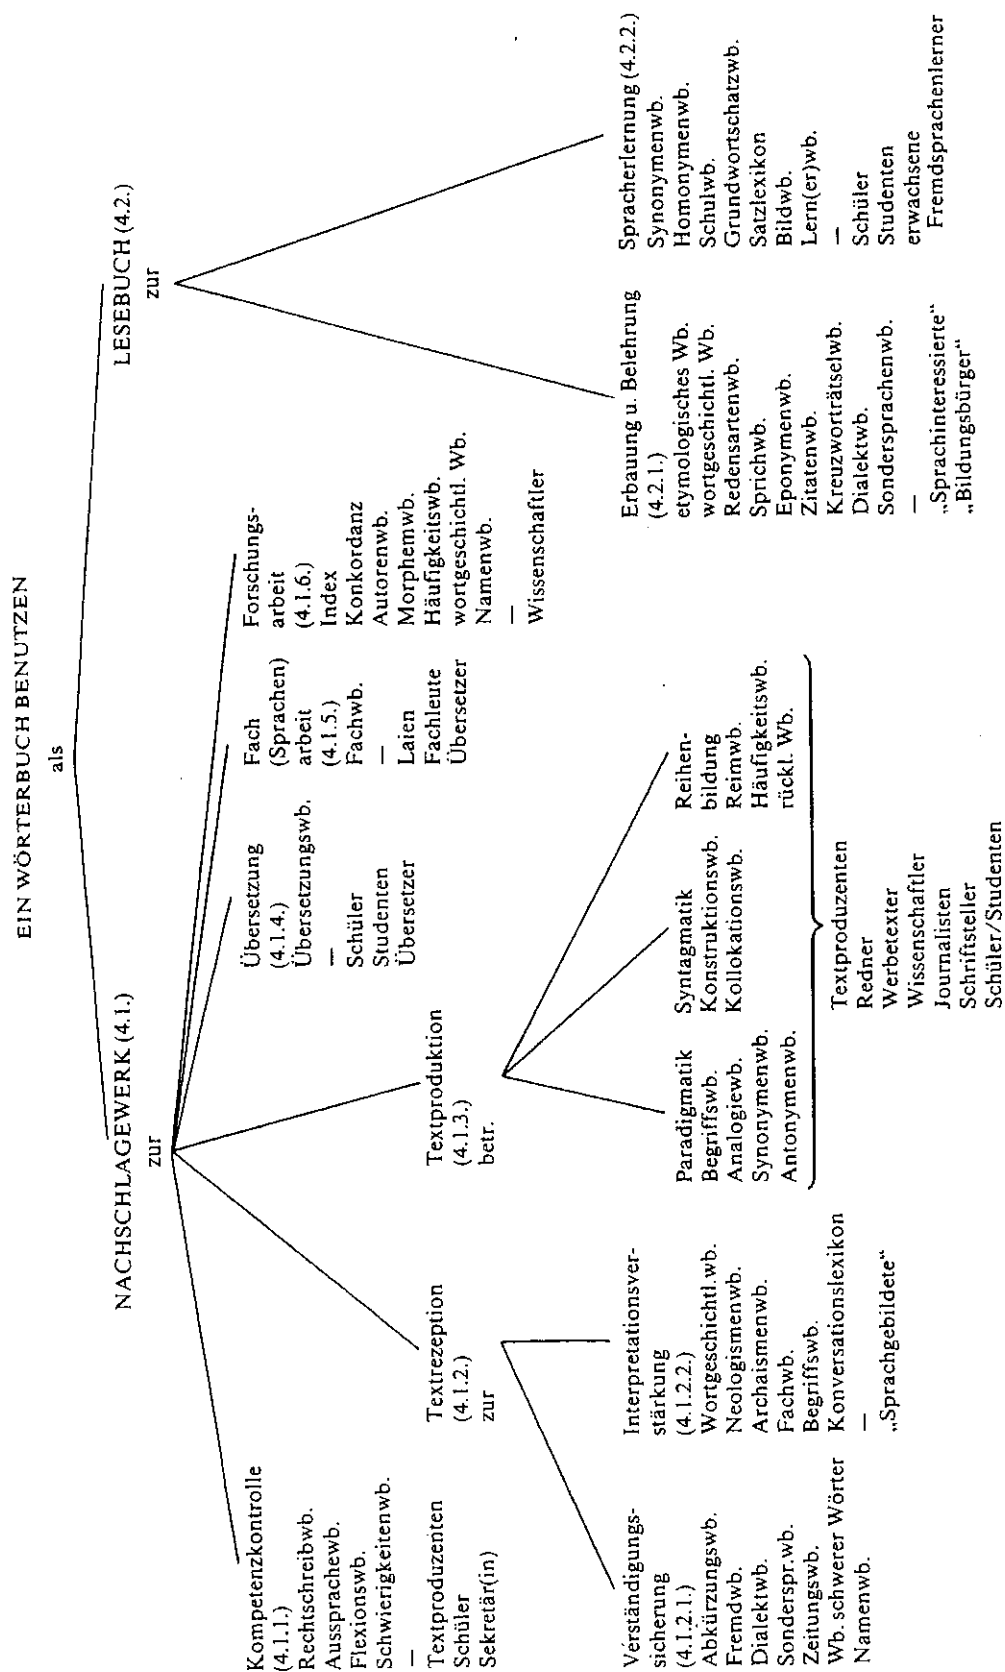 EIN WÖRTERBUCH BENUTZEN
als
NACHSCHLAGEWERK (4.1.)
zur
LESEBUCH (4.2.)
zur
Kompetenzkontrolle
(4.1.1.)
Rechtschreibwb.
Aussprachewb.
Flexionswb.
Schwierigkeitenwb.
—
Textproduzenten
Schüler
Sekretär(in)
Textrezeption
(4.1.2.)
zur
Textproduktion
(4.1.3.)
betr.
Übersetzung
(4.1.4.)
Übersetzungswb.
—
Schüler
Studenten
Übersetzer
Fach
(Sprachen)
arbeit
(4.1.5.)
Fachwb.
—
Laien
Fachleute
Übersetzer
Forschungs-
arbeit
(4.1.6.)
Index
Konkordanz
Autorenwb.
Morphemwb.
Häufigkeitswb.
wortgeschichtl. Wb.
Namenwb.
—
Wissenschaftler
Verständigungs-
sicherung
(4.1.2.1.)
Abkürzungswb.
Fremdwb.
Dialektwb.
Sonderspr.wb.
Zeitungswb.
Wb. schwerer Wörter
Namenwb.
Interpretationsver-
stärkung
(4.1.2.2.)
Wortgeschichtl.wb.
Neologismenwb.
Archaismenwb.
Fachwb.
Begriffswb.
Konversationslexikon
—
„Sprachgebildete“
Paradigmatik
Begriffswb.
Analogiewb.
Synonymenwb.
Antonymenwb.
Syntagmatik
Konstruktionswb.
Kollokationswb.
Reihen-
bildung
Reimwb.
Häufigkeitswb.
rückl. Wb.
Textproduzenten
Redner
Werbetexter
Wissenschaftler
Journalisten
Schriftsteller
Schüler/Studenten
Erbauung u. Belehrung
(4.2.1.)
etymologisches Wb.
wortgeschichtl. Wb.
Redensartenwb.
Sprichwb.
Eponymenwb.
Zitatenwb.
Kreuzworträtselwb.
Dialektwb.
Sondersprachenwb.
—
„Sprachinteressierte“
„Bildungsbürger“
Spracherlernung (4.2.2.)
Synonymenwb.
Homonymenwb.
Schulwb.
Grundwortschatzwb.
Satzlexikon
Bildwb.
Lern(er)wb.
—
Schüler
Studenten
erwachsene
Fremdsprachenlerner